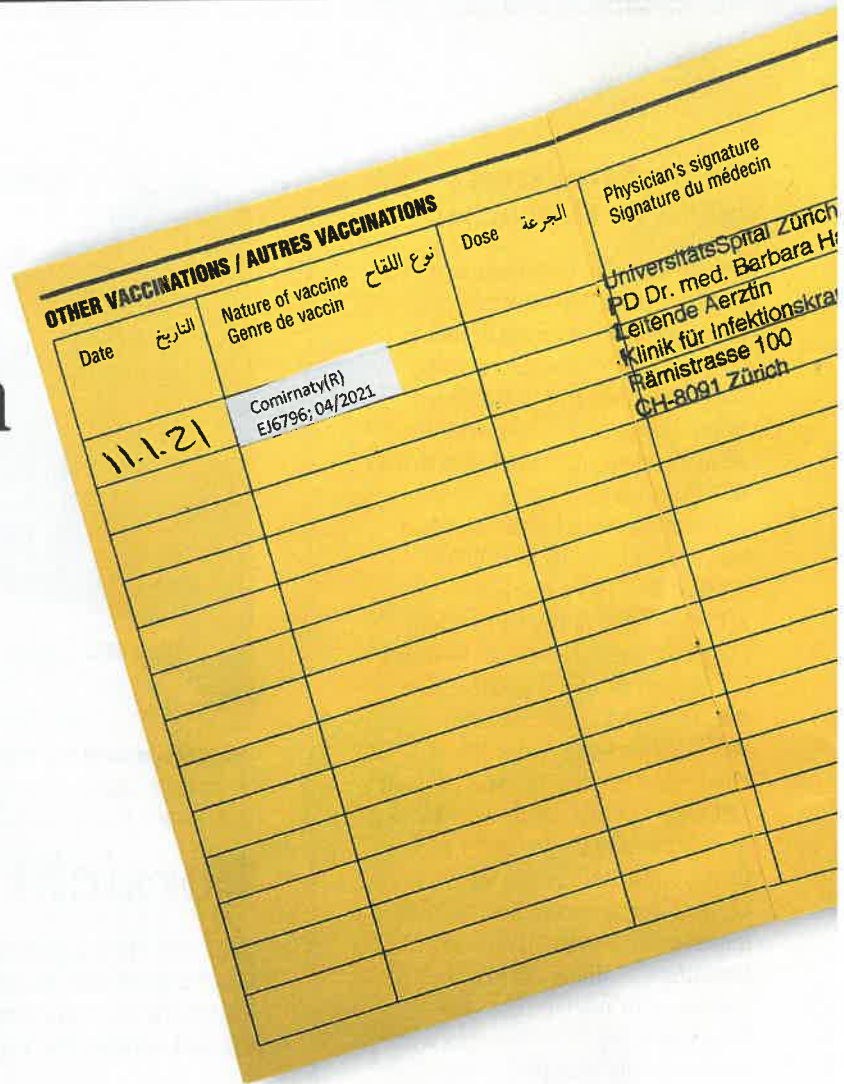 OTHER VACCINATIONS / AUTRES VACCINATIONS
Date التاريخ
Nature of vaccine نوع اللقاح
Genre de vaccin
Dose الجرعة
Physician's signature
Signature du médecin
11.1.21
Comirnaty(R)
EJ6796; 04/2021
UniversitätsSpital Zürich
PD Dr. med. Barbara
Leitende Aerztin
Klinik für
Rämistrasse 100
CH-8091 Zürich